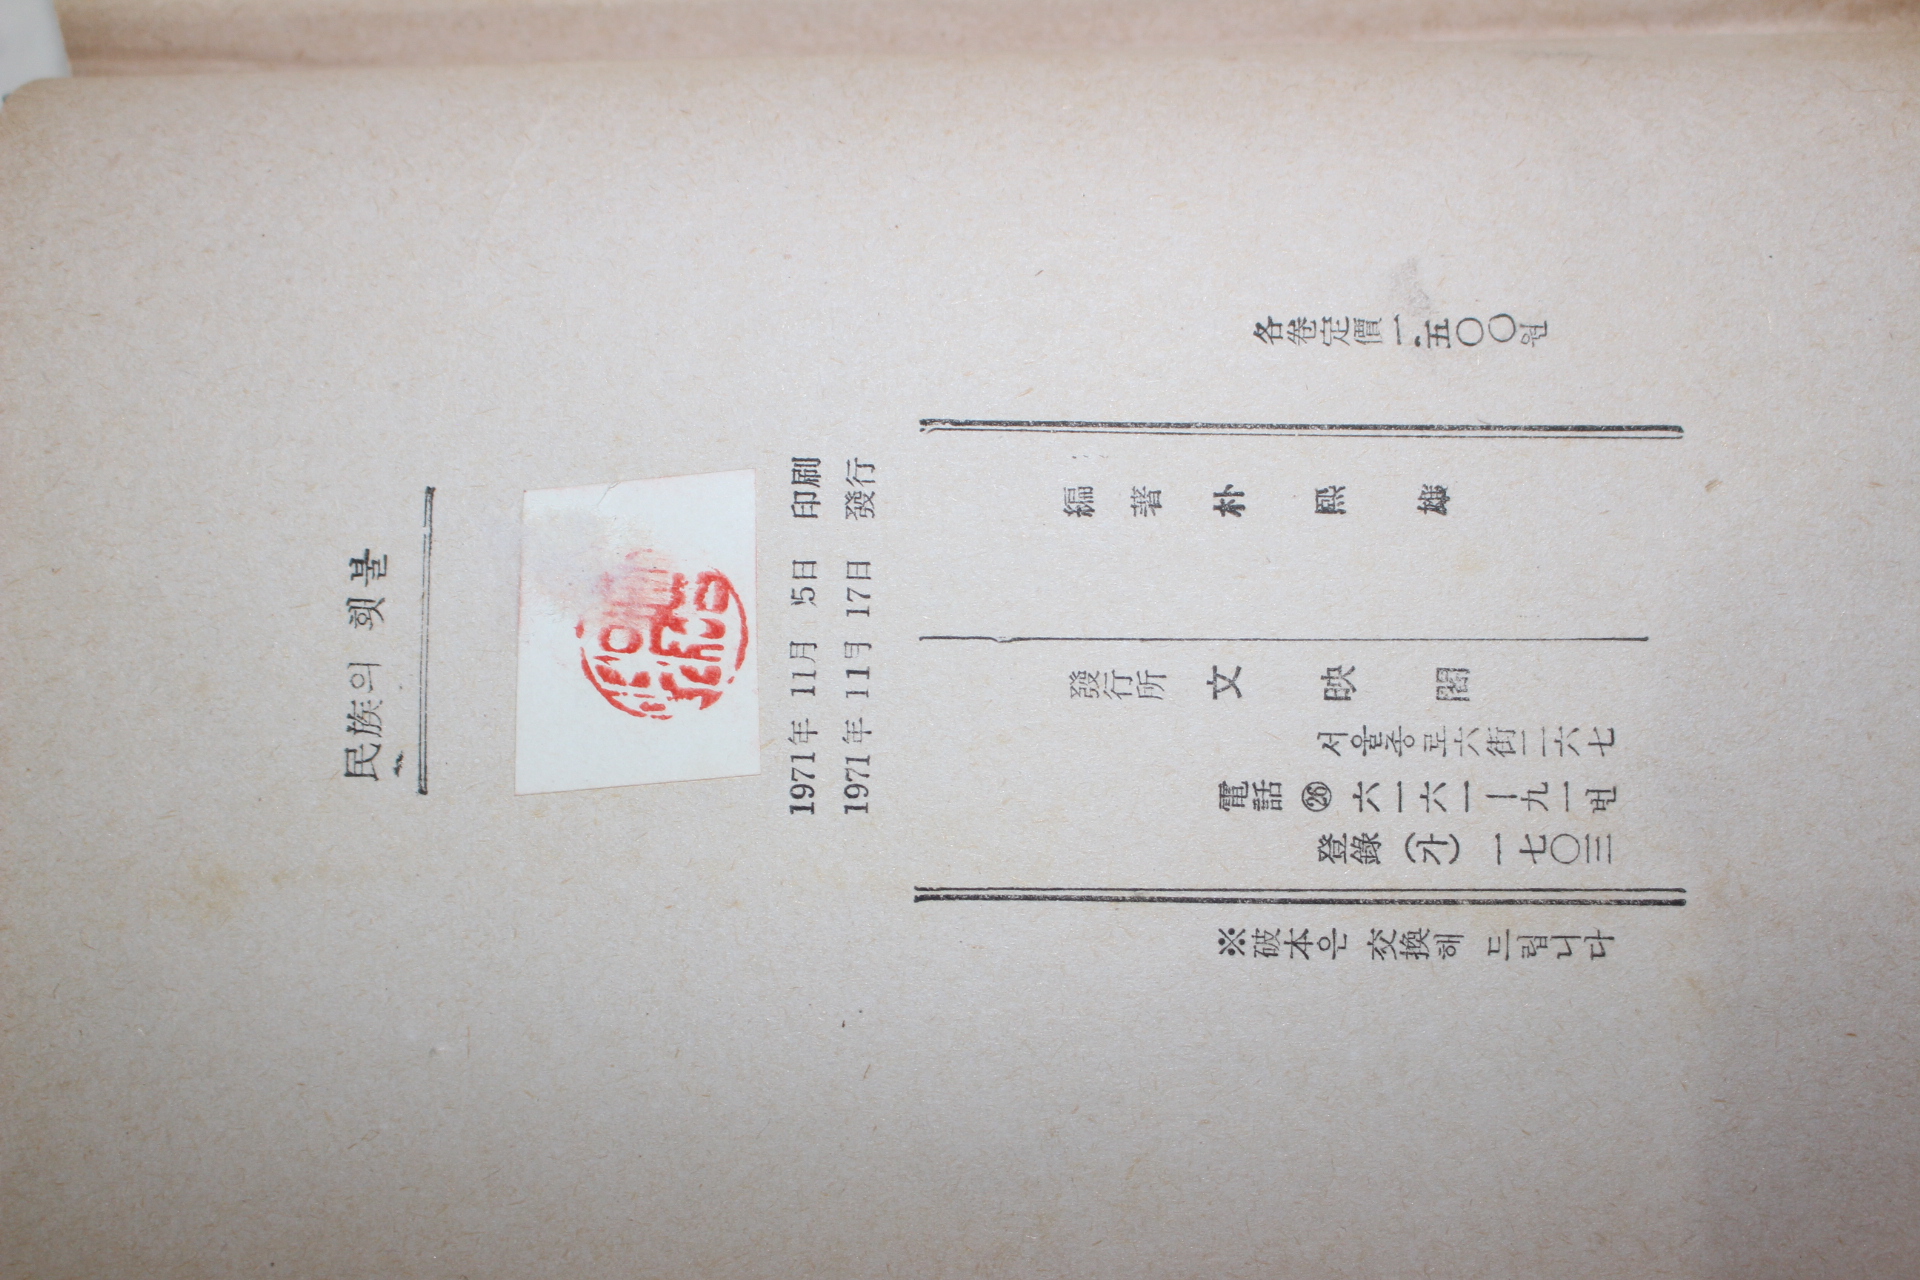 民族의 횃불
1971年 11月 15日 印刷
1971年 11月 17日 發行
各卷定價一·五〇〇원
編著 朴熙雄
發行所 文映閣
서울종로六街二六七
電話 ㉖ 六一六一ー九一번
登錄 (가) 一七〇三
※破本은 交換해 드립니다